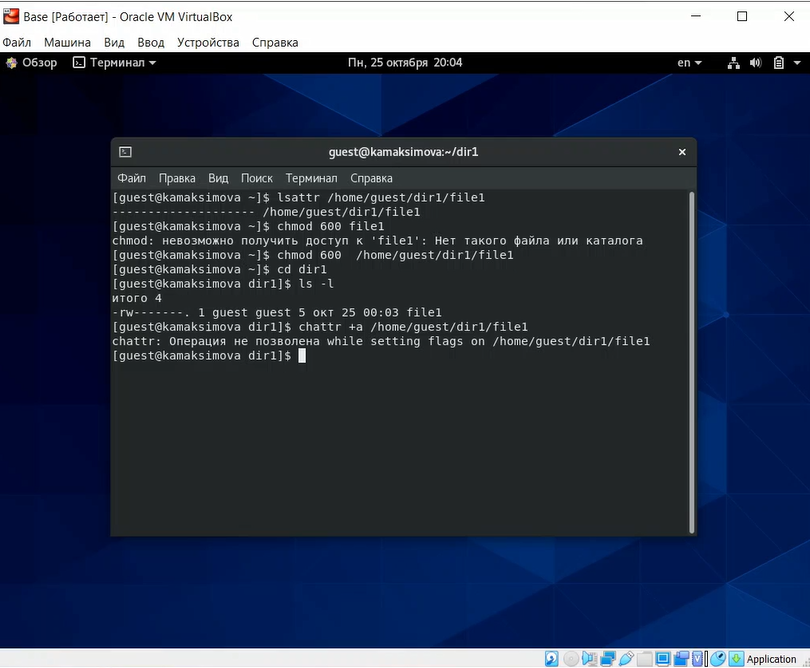 Base [Работает] - Oracle VM VirtualBox
Файл Машина Вид Ввод Устройства Справка
Обзор Терминал Пн, 25 октября 20:04 en
guest@kamaksimova:~/dir1
Файл Правка Вид Поиск Терминал Справка
[guest@kamaksimova ~]$ lsattr /home/guest/dir1/file1
-------------------- /home/guest/dir1/file1
[guest@kamaksimova ~]$ chmod 600 file1
chmod: невозможно получить доступ к 'file1': Нет такого файла или каталога
[guest@kamaksimova ~]$ chmod 600  /home/guest/dir1/file1
[guest@kamaksimova ~]$ cd dir1
[guest@kamaksimova dir1]$ ls -l
итого 4
-rw-------. 1 guest guest 5 окт 25 00:03 file1
[guest@kamaksimova dir1]$ chattr +a /home/guest/dir1/file1
chattr: Операция не позволена while setting flags on /home/guest/dir1/file1
[guest@kamaksimova dir1]$
Application